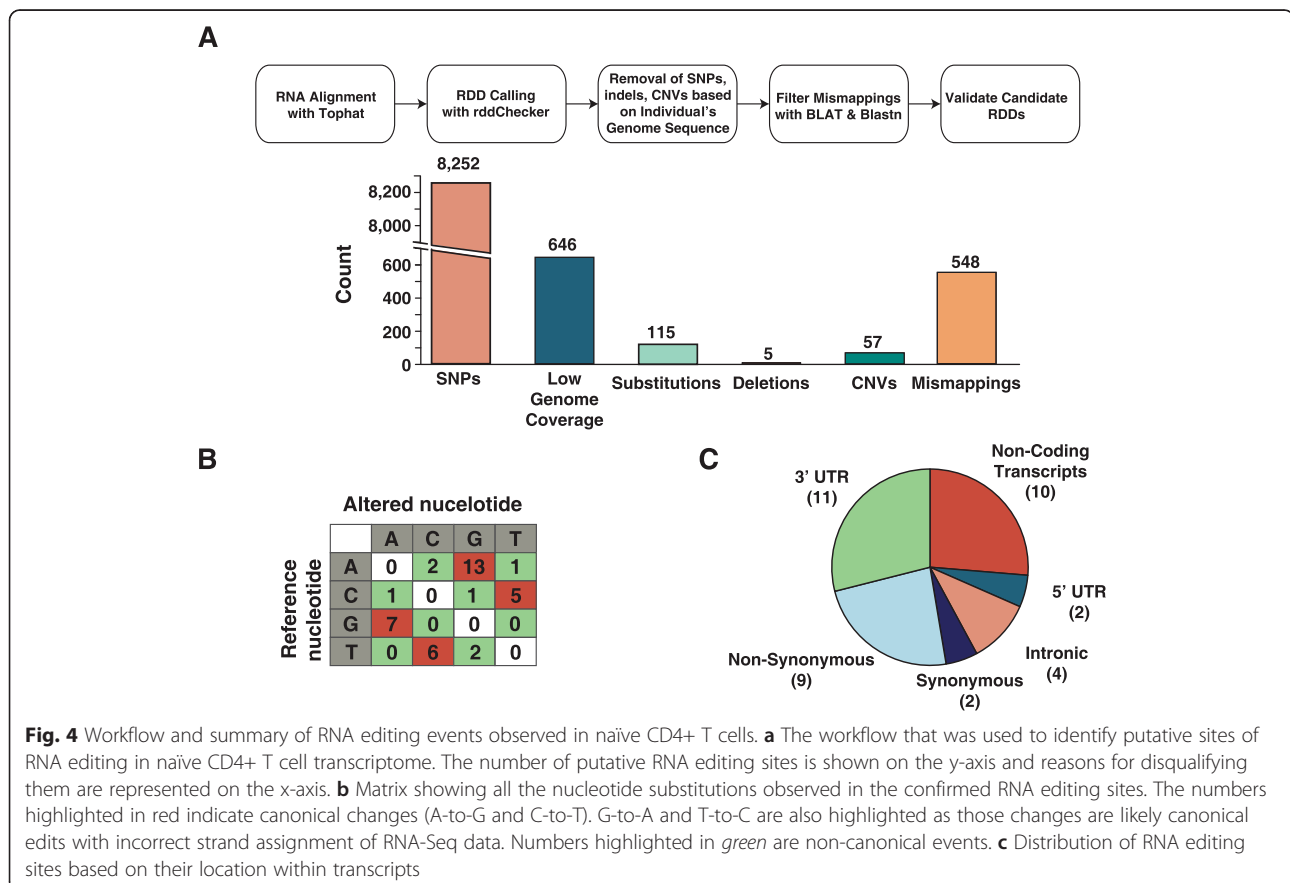 A
RNA Alignment
with Tophat
RDD Calling
with rddChecker
Removal of SNPs,
indels, CNVs based
on Individual's
Genome Sequence
Filter Mismappings
with BLAT & Blastn
Validate Candidate
RDDs
Count
8,200
8,000
600
400
200
0
8,252
646
115
5
57
548
SNPs
Low
Genome
Coverage
Substitutions
Deletions
CNVs
Mismappings
B
Altered nucelotide
Reference
nucleotide
A C G T
A 0 2 13 1
C 1 0 1 5
G 7 0 0 0
T 0 6 2 0
C
3' UTR
(11)
Non-Coding
Transcripts
(10)
5' UTR
(2)
Intronic
(4)
Synonymous
(2)
Non-Synonymous
(9)
Fig. 4 Workflow and summary of RNA editing events observed in naïve CD4+ T cells. a The workflow that was used to identify putative sites of
RNA editing in naïve CD4+ T cell transcriptome. The number of putative RNA editing sites is shown on the y-axis and reasons for disqualifying
them are represented on the x-axis. b Matrix showing all the nucleotide substitutions observed in the confirmed RNA editing sites. The numbers
highlighted in red indicate canonical changes (A-to-G and C-to-T). G-to-A and T-to-C are also highlighted as those changes are likely canonical
edits with incorrect strand assignment of RNA-Seq data. Numbers highlighted in green are non-canonical events. c Distribution of RNA editing
sites based on their location within transcripts